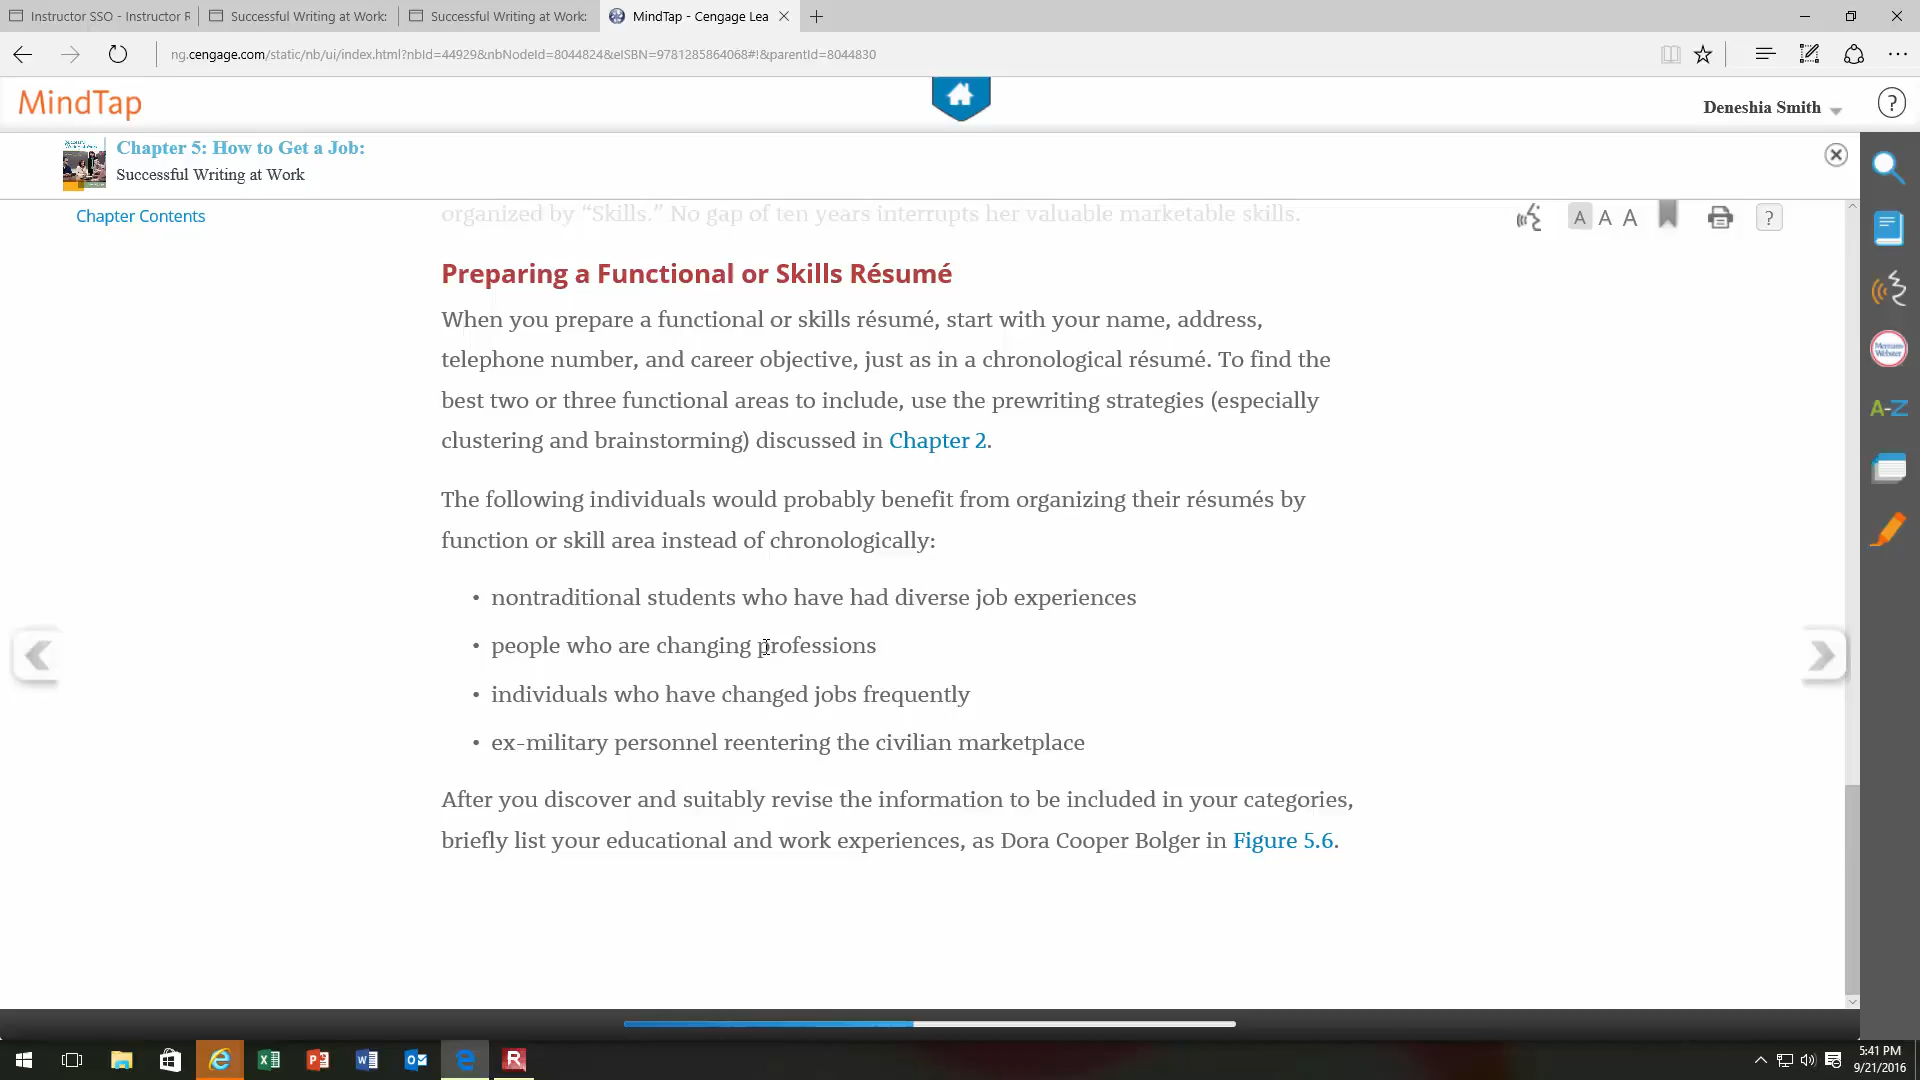 Instructor SSO - Instructor R
Successful Writing at Work:
Successful Writing at Work:
MindTap - Cengage Lea
ng.cengage.com/static/nb/ui/index.html?nbId=44929&nbNodeId=8044824&eISBN=9781285864068#!&parentId=8044830
MindTap
Deneshia Smith
?
Chapter 5: How to Get a Job:
Successful Writing at Work
Chapter Contents
A A A
?
organized by “Skills.” No gap of ten years interrupts her valuable marketable skills.
Preparing a Functional or Skills Résumé
When you prepare a functional or skills résumé, start with your name, address,
telephone number, and career objective, just as in a chronological résumé. To find the
best two or three functional areas to include, use the prewriting strategies (especially
clustering and brainstorming) discussed in Chapter 2.
The following individuals would probably benefit from organizing their résumés by
function or skill area instead of chronologically:
• nontraditional students who have had diverse job experiences
• people who are changing professions
• individuals who have changed jobs frequently
• ex-military personnel reentering the civilian marketplace
After you discover and suitably revise the information to be included in your categories,
briefly list your educational and work experiences, as Dora Cooper Bolger in Figure 5.6.
Merriam-
Webster
A-Z
5:41 PM
9/21/2016